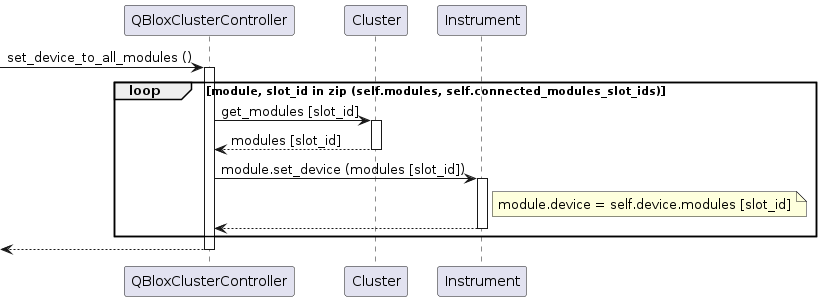 QBloxClusterController Cluster Instrument
set_device_to_all_modules ()
loop [module, slot_id in zip (self.modules, self.connected_modules_slot_ids)]
get_modules [slot_id]
modules [slot_id]
module.set_device (modules [slot_id])
module.device = self.device.modules [slot_id]
QBloxClusterController Cluster Instrument